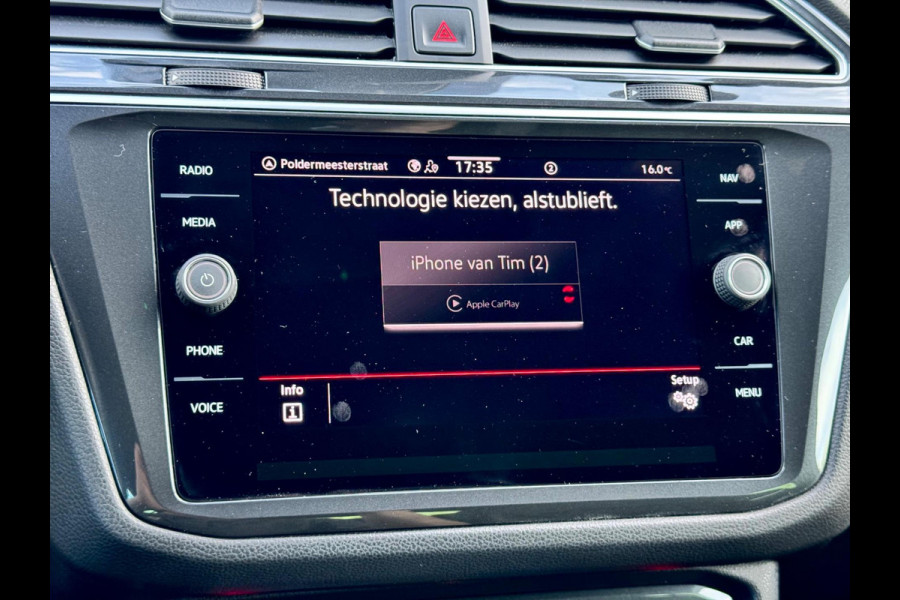 RADIO
MEDIA
PHONE
VOICE
Poldermeesterstraat 17:35 2 16.0°C
Technologie kiezen, alstublieft.
iPhone van Tim (2)
Apple CarPlay
Info
Setup
NAV
APP
CAR
MENU